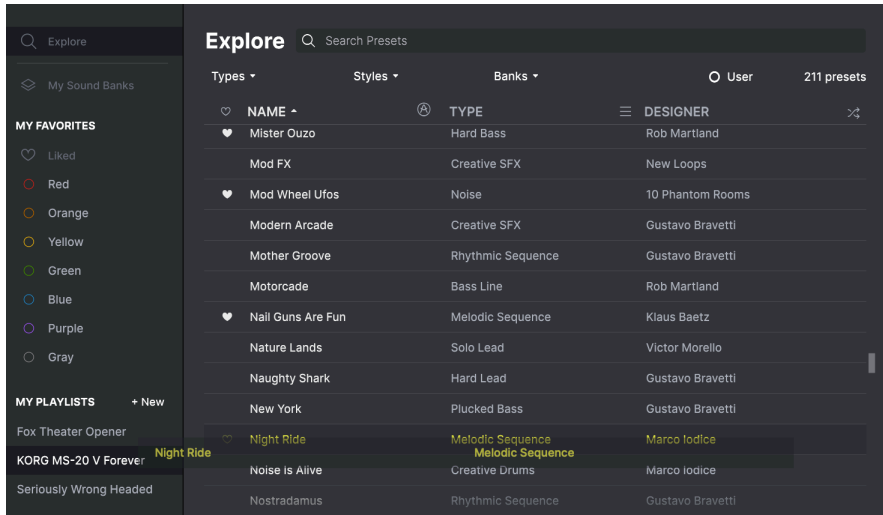 Explore
My Sound Banks
MY FAVORITES
Liked
Red
Orange
Yellow
Green
Blue
Purple
Gray
MY PLAYLISTS + New
Fox Theater Opener
KORG MS-20 V Forever
Seriously Wrong Headed
Explore Search Presets
Types Styles Banks User 211 presets
NAME TYPE DESIGNER
Mister Ouzo Hard Bass Rob Martland
Mod FX Creative SFX New Loops
Mod Wheel Ufos Noise 10 Phantom Rooms
Modern Arcade Creative SFX Gustavo Bravetti
Mother Groove Rhythmic Sequence Gustavo Bravetti
Motorcade Bass Line Rob Martland
Nail Guns Are Fun Melodic Sequence Klaus Baetz
Nature Lands Solo Lead Victor Morello
Naughty Shark Hard Lead Gustavo Bravetti
New York Plucked Bass Gustavo Bravetti
Night Ride Melodic Sequence Marco Iodice
Night Ride Melodic Sequence
Noise Is Alive Creative Drums Marco Iodice
Nostradamus Rhythmic Sequence Gustavo Bravetti